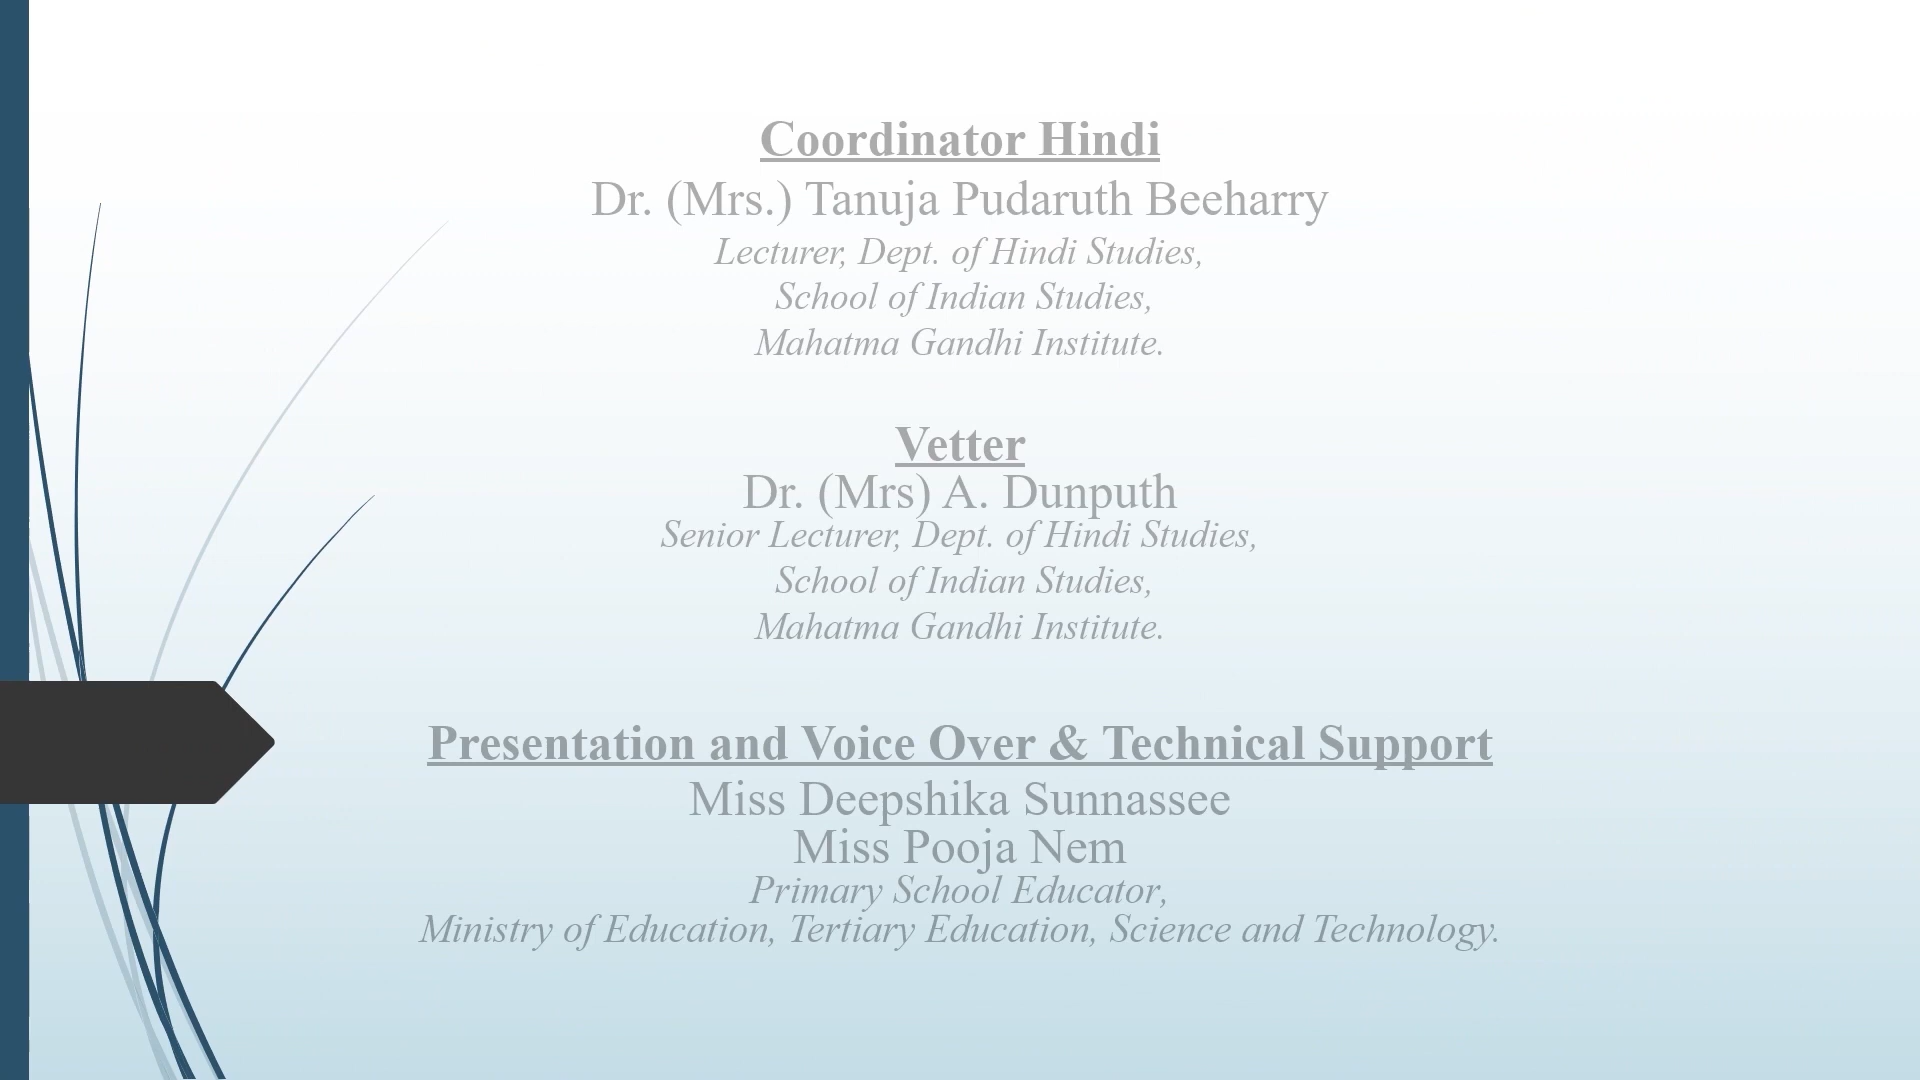 Coordinator Hindi
Dr. (Mrs.) Tanuja Pudaruth Beeharry
Lecturer, Dept. of Hindi Studies,
School of Indian Studies,
Mahatma Gandhi Institute.
Vetter
Dr. (Mrs) A. Dunputh
Senior Lecturer, Dept. of Hindi Studies,
School of Indian Studies,
Mahatma Gandhi Institute.
Presentation and Voice Over & Technical Support
Miss Deepshika Sunnassee
Miss Pooja Nem
Primary School Educator,
Ministry of Education, Tertiary Education, Science and Technology.